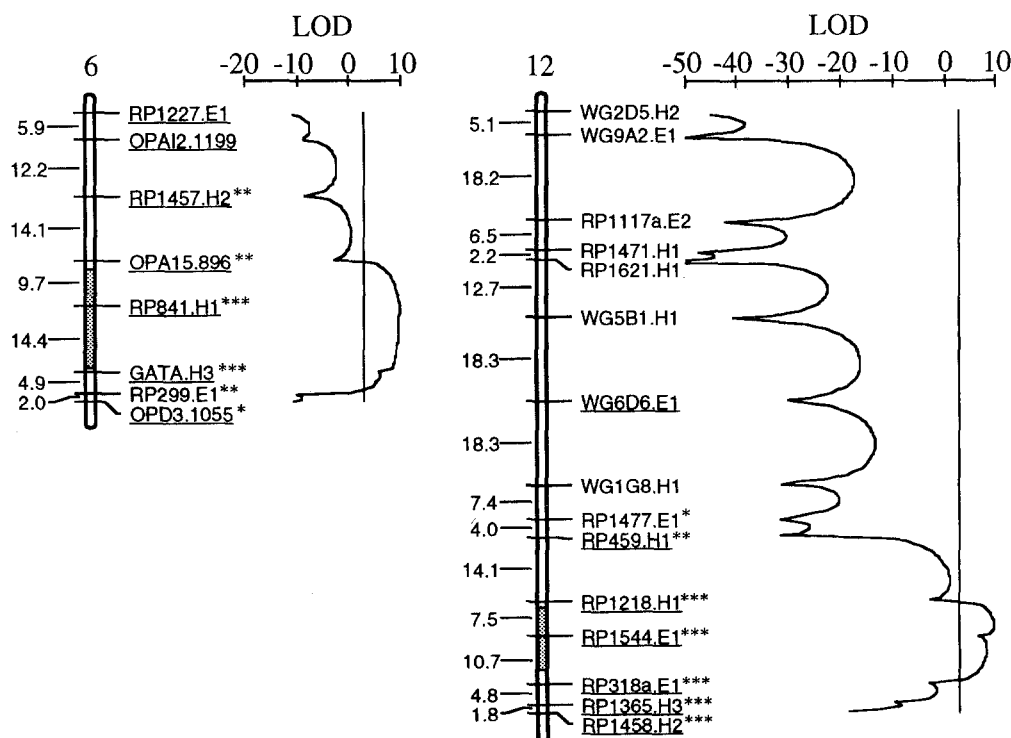 LOD
-20 -10 0 10
6
RP1227.E1
5.9
OPAI2.1199
12.2
RP1457.H2**
14.1
OPA15.896**
9.7
RP841.H1***
14.4
GATA.H3***
4.9
RP299.E1**
2.0
OPD3.1055*
LOD
-50 -40 -30 -20 -10 0 10
12
WG2D5.H2
5.1
WG9A2.E1
18.2
RP1117a.E2
6.5
RP1471.H1
2.2
RP1621.H1
12.7
WG5B1.H1
18.3
WG6D6.E1
18.3
WG1G8.H1
7.4
RP1477.E1*
4.0
RP459.H1**
14.1
RP1218.H1***
7.5
RP1544.E1***
10.7
RP318a.E1***
4.8
RP1365.H3***
1.8
RP1458.H2***